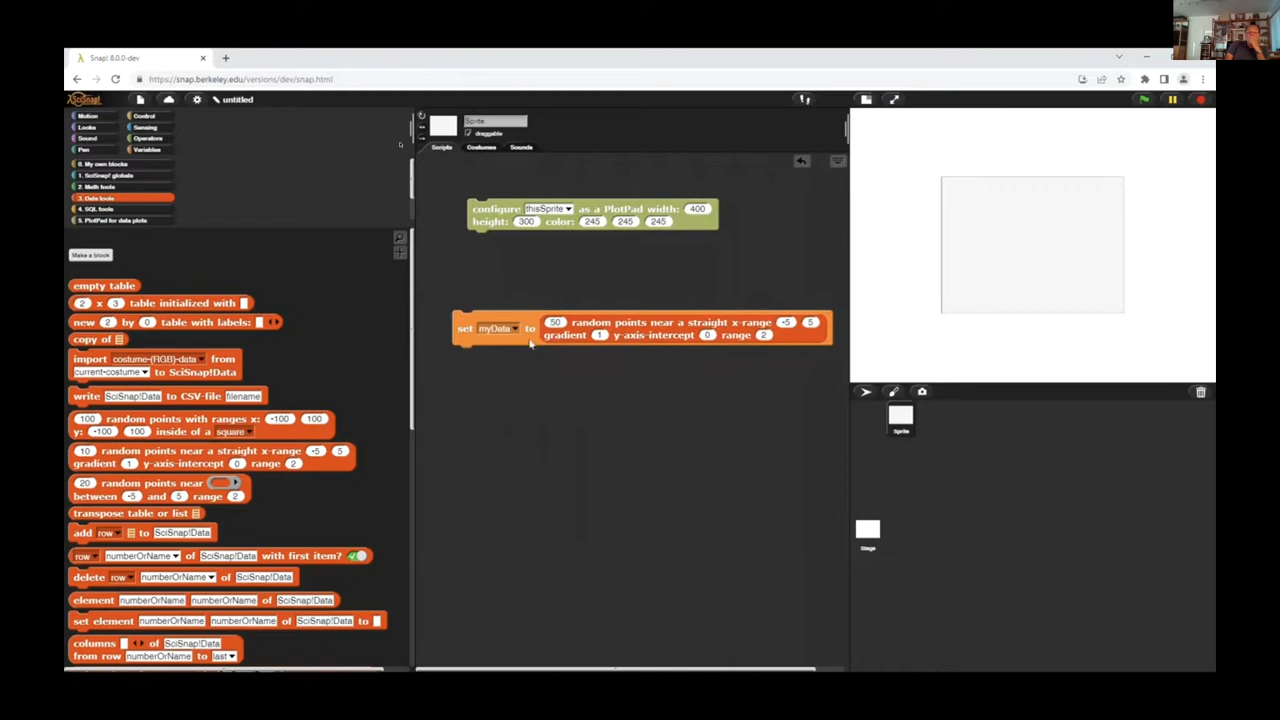 Snap! 8.0.0-dev
https://snap.berkeley.edu/versions/dev/snap.html
SciSnap!
untitled
Motion
Control
Looks
Sensing
Sound
Operators
Pen
Variables
0. My own blocks
1. SciSnap! globals
2. Math tools
3. Data tools
4. SQL tools
5. PlotPad for data plots
Make a block
empty table
2 x 3 table initialized with
new 2 by 0 table with labels:
copy of
import costume-(RGB)-data from
current-costume to SciSnap!Data
write SciSnap!Data to CSV-file filename
100 random points with ranges x: -100 100
y: -100 100 inside of a square
10 random points near a straight x-range -5 5
gradient 1 y-axis-intercept 0 range 2
20 random points near
between -5 and 5 range 2
transpose table or list
add row to SciSnap!Data
row numberOrName of SciSnap!Data with first item?
delete row numberOrName of SciSnap!Data
element numberOrName numberOrName of SciSnap!Data
set element numberOrName numberOrName of SciSnap!Data to
columns of SciSnap!Data
from row numberOrName to last
Sprite
draggable
Scripts Costumes Sounds
configure thisSprite as a PlotPad width: 400
height: 300 color: 245 245 245
set myData to 50 random points near a straight x-range -5 5
gradient 1 y-axis-intercept 0 range 2
Sprite
Stage